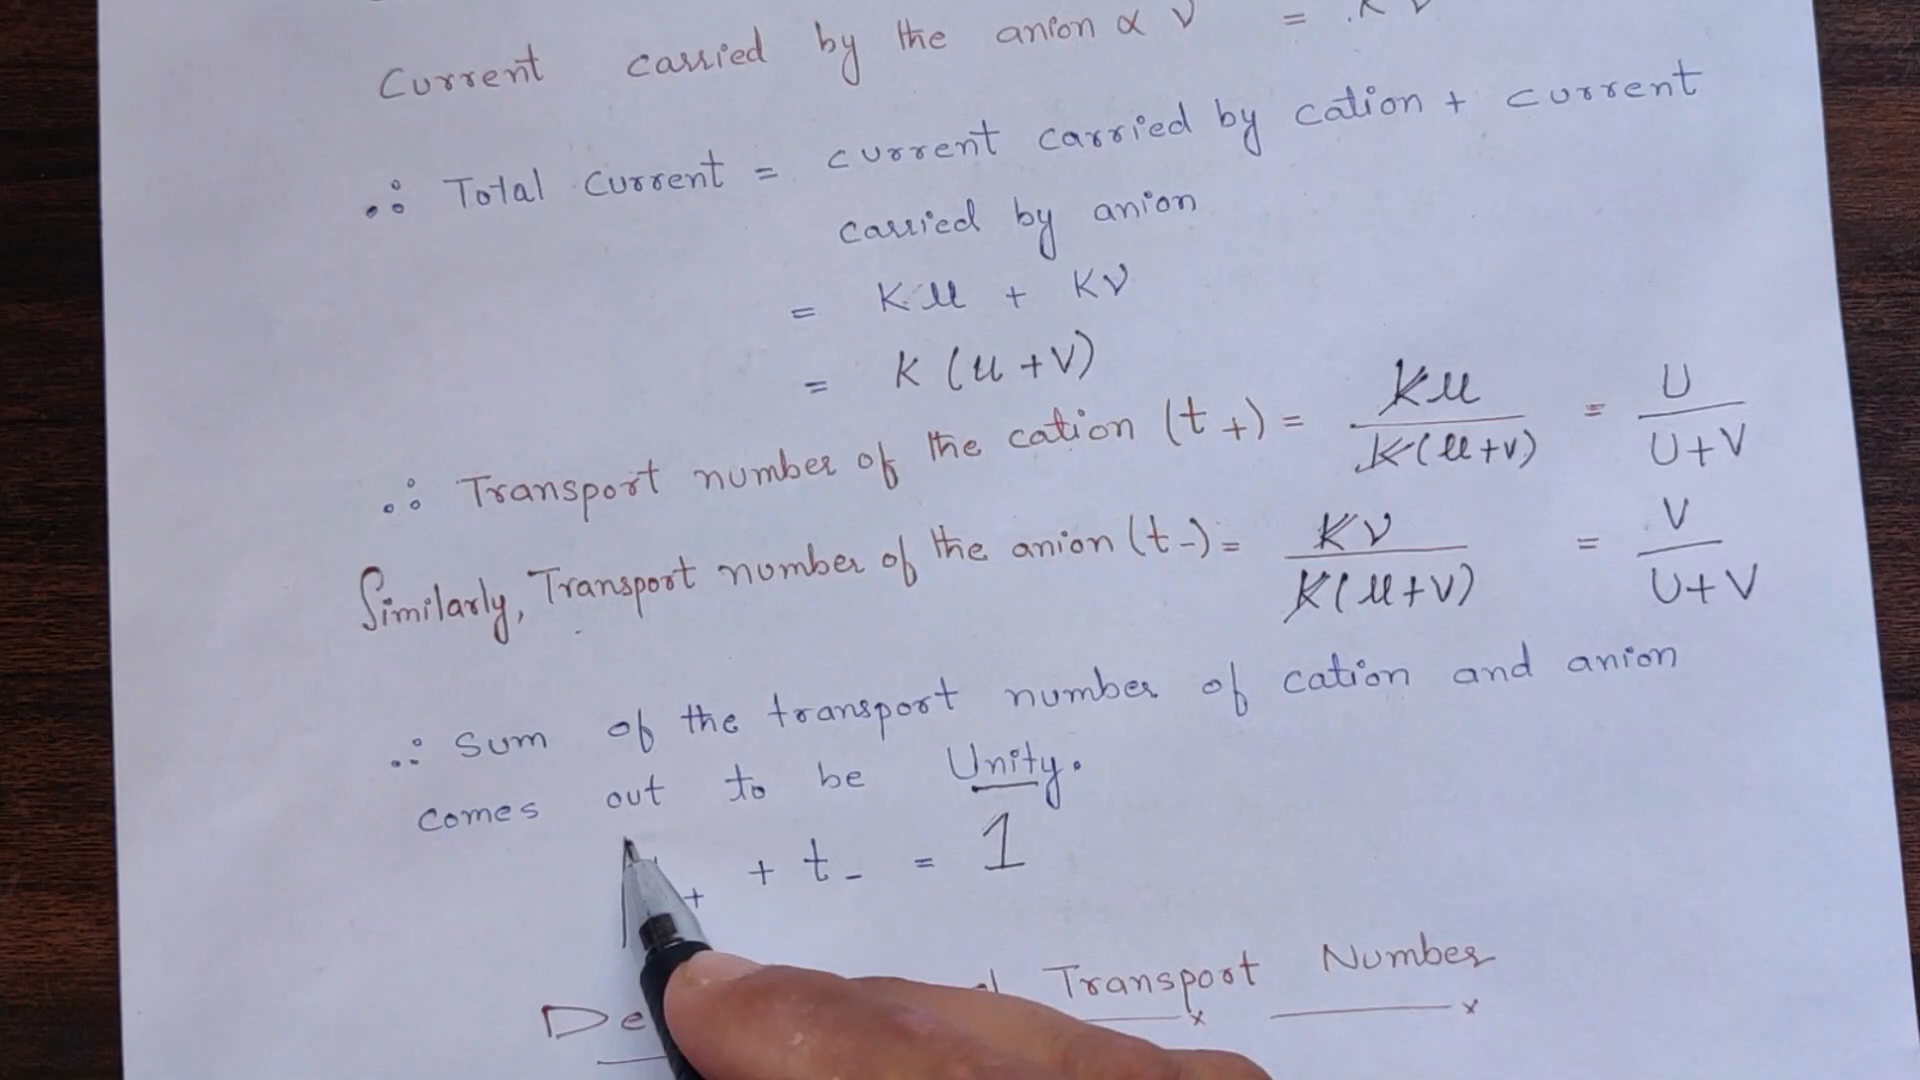 Current carried by the anion ∝ V =
∴ Total Current = current carried by cation + current
carried by anion
= Ku + KV
= K (u+V)
∴ Transport number of the cation (t+) = Ku / K(u+v) = U / U+V
Similarly, Transport number of the anion (t-) = KV / K(u+V) = V / U+V
∴ Sum of the transport number of cation and anion
comes out to be Unity.
+ + t- = 1
Transport Number